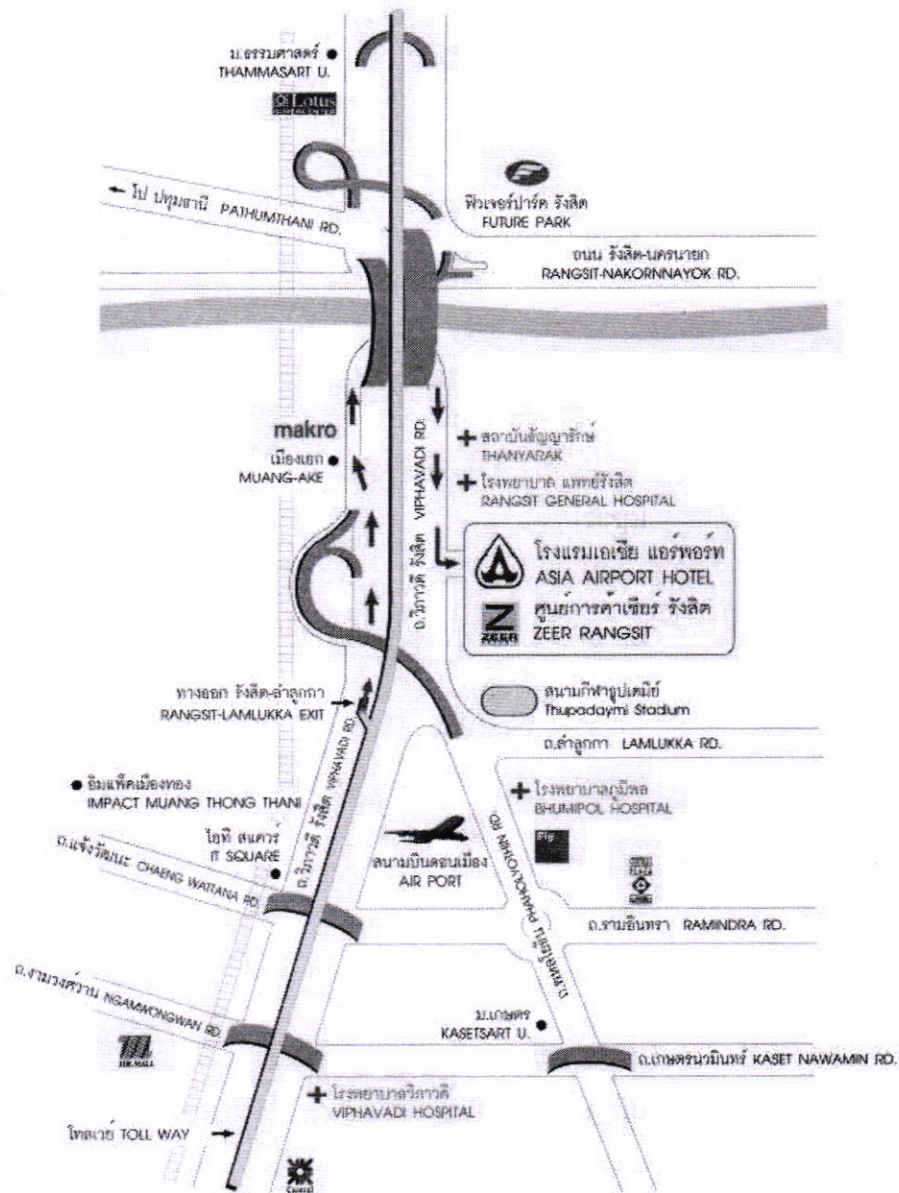 ม.ธรรมศาสตร์
THAMMASART U.
Lotus
← ไป ปทุมธานี PATHUMTHANI RD.
ฟิวเจอร์ปาร์ค รังสิต
FUTURE PARK
ถนน รังสิต-นครนายก
RANGSIT-NAKORNNAYOK RD.
makro
เมืองเอก
MUANG-AKE
ถ.วิภาวดี รังสิต VIPHAVADI RD.
สถาบันธัญญารักษ์
THANYARAK
โรงพยาบาล แพทย์รังสิต
RANGSIT GENERAL HOSPITAL
โรงแรมเอเชีย แอร์พอร์ท
ASIA AIRPORT HOTEL
Z
ZEER
ศูนย์การค้าเซียร์ รังสิต
ZEER RANGSIT
ทางออก รังสิต-ลำลูกกา
RANGSIT-LAMLUKKA EXIT
สนามกีฬาธูปเตมีย์
Thupadaymi Stadium
ถ.ลำลูกกา LAMLUKKA RD.
อิมแพ็คเมืองทอง
IMPACT MUANG THONG THANI
ถ.วิภาวดี รังสิต VIPHAVADI RD.
โรงพยาบาลภูมิพล
BHUMIPOL HOSPITAL
ไอที สแควร์
IT SQUARE
ถ.แจ้งวัฒนะ CHAENG WATTANA RD.
สนามบินดอนเมือง
AIR PORT
ถ.พหลโยธิน PHAHOLYOTHIN RD.
ถ.รามอินทรา RAMINDRA RD.
ถ.งามวงศ์วาน NGAMWONGWAN RD.
ม.เกษตร
KASETSART U.
THE MALL
ถ.เกษตรนวมินทร์ KASET NAWAMIN RD.
โรงพยาบาลวิภาวดี
VIPHAVADI HOSPITAL
โทลเวย์ TOLL WAY
Central